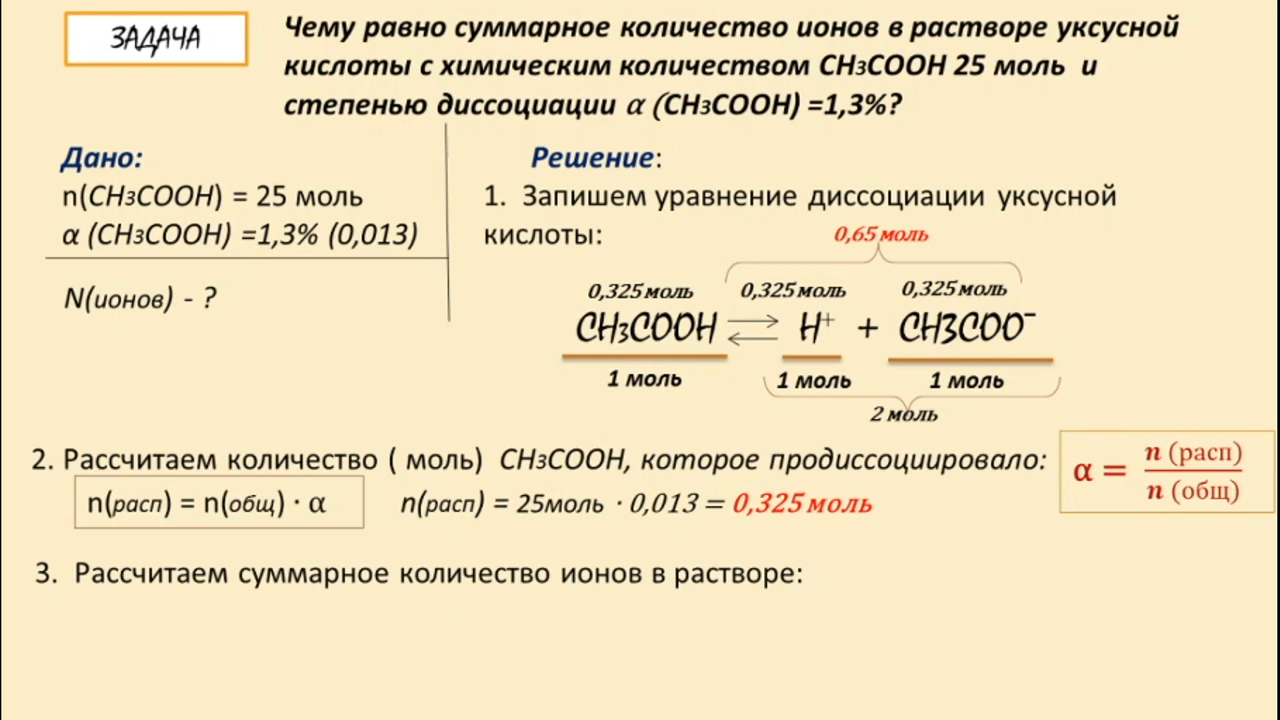 ЗАДАЧА
Чему равно суммарное количество ионов в растворе уксусной
кислоты с химическим количеством CH3COOH 25 моль и
степенью диссоциации α (CH3COOH) =1,3%?
Дано:
n(CH3COOH) = 25 моль
α (CH3COOH) =1,3% (0,013)
N(ионов) - ?
Решение:
1. Запишем уравнение диссоциации уксусной
кислоты:
0,65 моль
0,325 моль 0,325 моль 0,325 моль
CH3COOH ⇄ H⁺ + CH3COO⁻
1 моль 1 моль 1 моль
2 моль
2. Рассчитаем количество ( моль) CH3COOH, которое продиссоциировало:
n(расп) = n(общ) · α n(расп) = 25моль · 0,013 = 0,325 моль
α = n (расп)
n (общ)
3. Рассчитаем суммарное количество ионов в растворе: